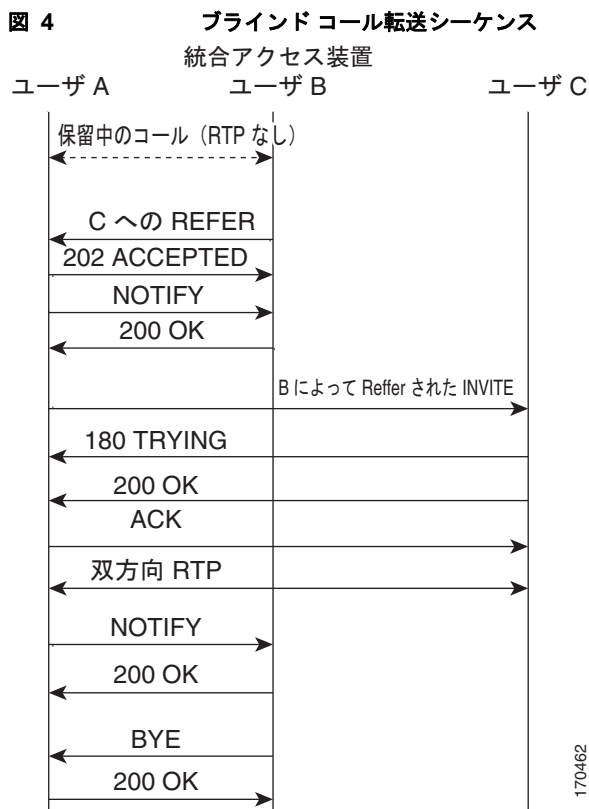 図 4 ブラインド コール転送シーケンス
統合アクセス装置
ユーザ A ユーザ B ユーザ C
保留中のコール（RTP なし）
C への REFER
202 ACCEPTED
NOTIFY
200 OK
B によって Reffer された INVITE
180 TRYING
200 OK
ACK
双方向 RTP
NOTIFY
200 OK
BYE
200 OK
170462